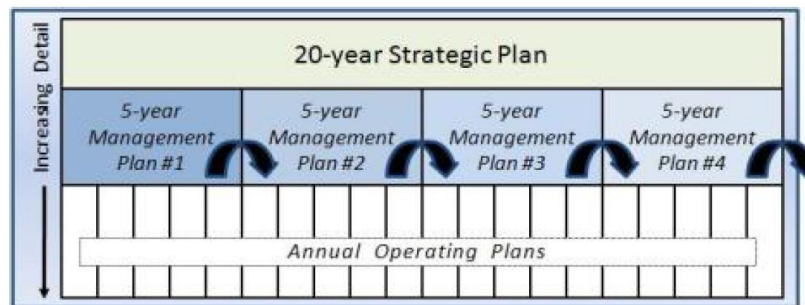 Increasing Detail
20-year Strategic Plan
5-year
Management
Plan #1
5-year
Management
Plan #2
5-year
Management
Plan #3
5-year
Management
Plan #4
Annual Operating Plans